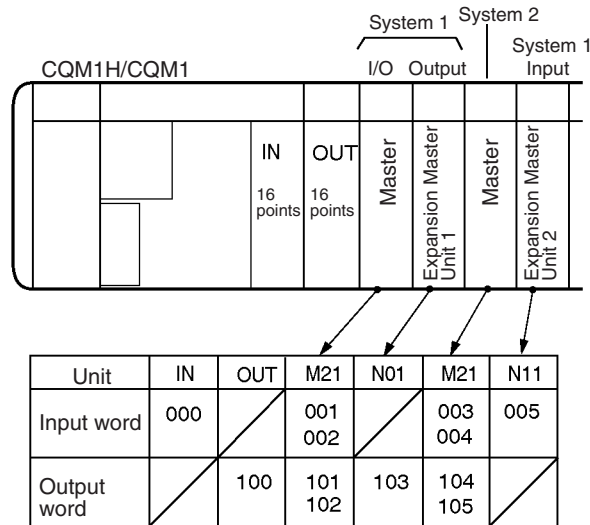 System 1
System 2
System 1
CQM1H/CQM1
I/O
Output
Input
IN
OUT
Master
Expansion Master
Unit 1
Master
Expansion Master
Unit 2
16
points
16
points
Unit IN OUT M21 N01 M21 N11
Input word 000 001 003 005
002 004
Output
word 100 101 103 104
102 105